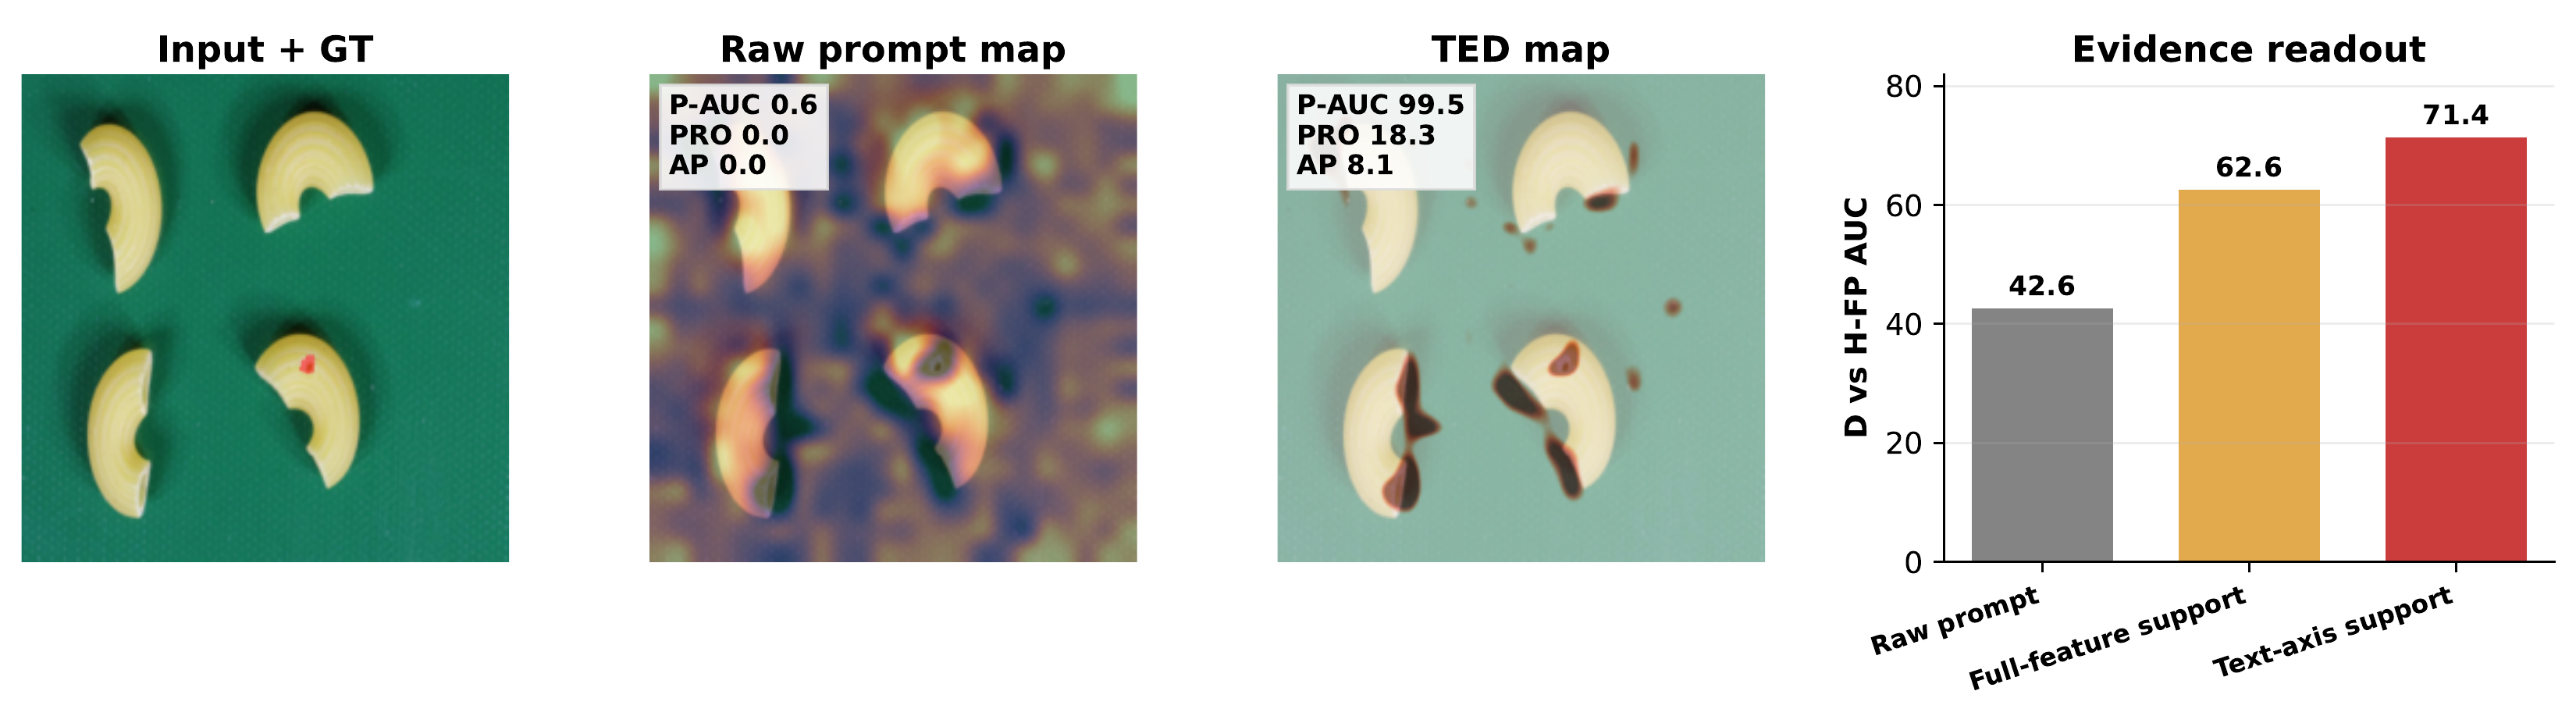 Input + GT
Raw prompt map
P-AUC 0.6
PRO 0.0
AP 0.0
TED map
P-AUC 99.5
PRO 18.3
AP 8.1
Evidence readout
D vs H-FP AUC
80
60
40
20
0
42.6
62.6
71.4
Raw prompt
Full-feature support
Text-axis support